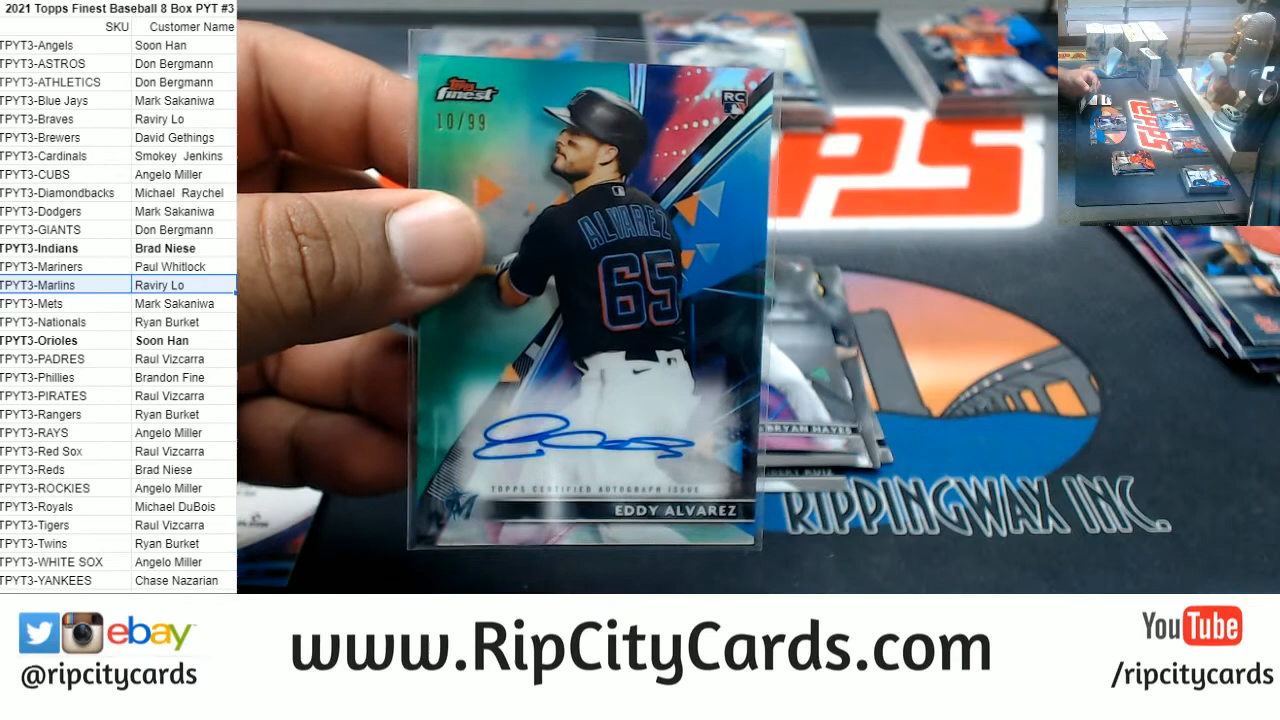 2021 Topps Finest Baseball 8 Box PYT #3
SKU Customer Name
TPYT3-Angels Soon Han
TPYT3-ASTROS Don Bergmann
TPYT3-ATHLETICS Don Bergmann
TPYT3-Blue Jays Mark Sakaniwa
TPYT3-Braves Raviry Lo
TPYT3-Brewers David Gethings
TPYT3-Cardinals Smokey Jenkins
TPYT3-CUBS Angelo Miller
TPYT3-Diamondbacks Michael Raychel
TPYT3-Dodgers Mark Sakaniwa
TPYT3-GIANTS Don Bergmann
TPYT3-Indians Brad Niese
TPYT3-Mariners Paul Whitlock
TPYT3-Marlins Raviry Lo
TPYT3-Mets Mark Sakaniwa
TPYT3-Nationals Ryan Burket
TPYT3-Orioles Soon Han
TPYT3-PADRES Raul Vizcarra
TPYT3-Phillies Brandon Fine
TPYT3-PIRATES Raul Vizcarra
TPYT3-Rangers Ryan Burket
TPYT3-RAYS Angelo Miller
TPYT3-Red Sox Raul Vizcarra
TPYT3-Reds Brad Niese
TPYT3-ROCKIES Angelo Miller
TPYT3-Royals Michael DuBois
TPYT3-Tigers Raul Vizcarra
TPYT3-Twins Ryan Burket
TPYT3-WHITE SOX Angelo Miller
TPYT3-YANKEES Chase Nazarian
Topps
finest
10/99
RC
ALVAREZ
65
TOPPS CERTIFIED AUTOGRAPH ISSUE
EDDY ALVAREZ
PS
BRYAN HAYES
RUIZ
RIPPINGWAX INC.
ebay
@ripcitycards
www.RipCityCards.com
YouTube
/ripcitycards